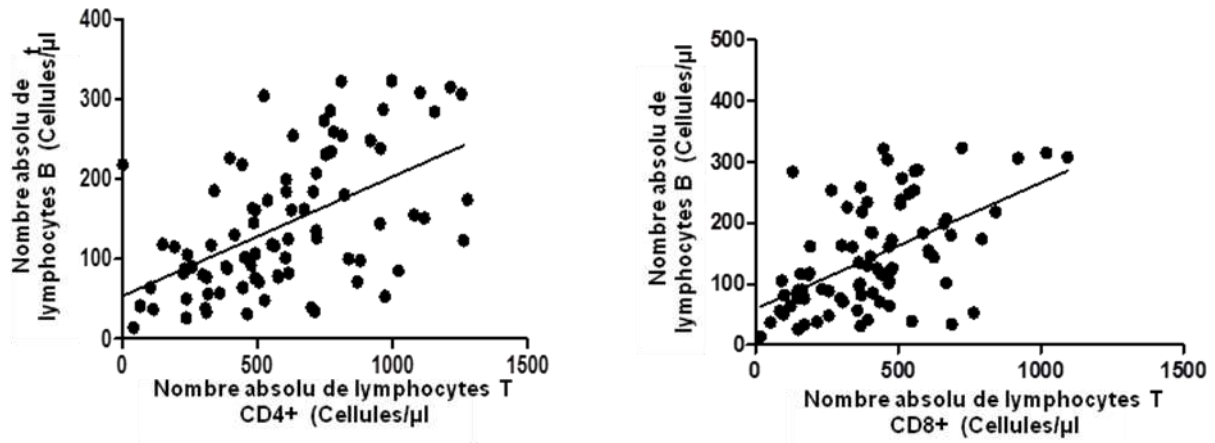 Nombre absolu de
lymphocytes B (Cellules/µl
t
400
300
200
100
0
0
500
1000
1500
Nombre absolu de lymphocytes T
CD4+ (Cellules/µl
Nombre absolu de
lymphocytes B (Cellules/µl
500
400
300
200
100
0
0
500
1000
1500
Nombre absolu de lymphocytes T
CD8+ (Cellules/µl